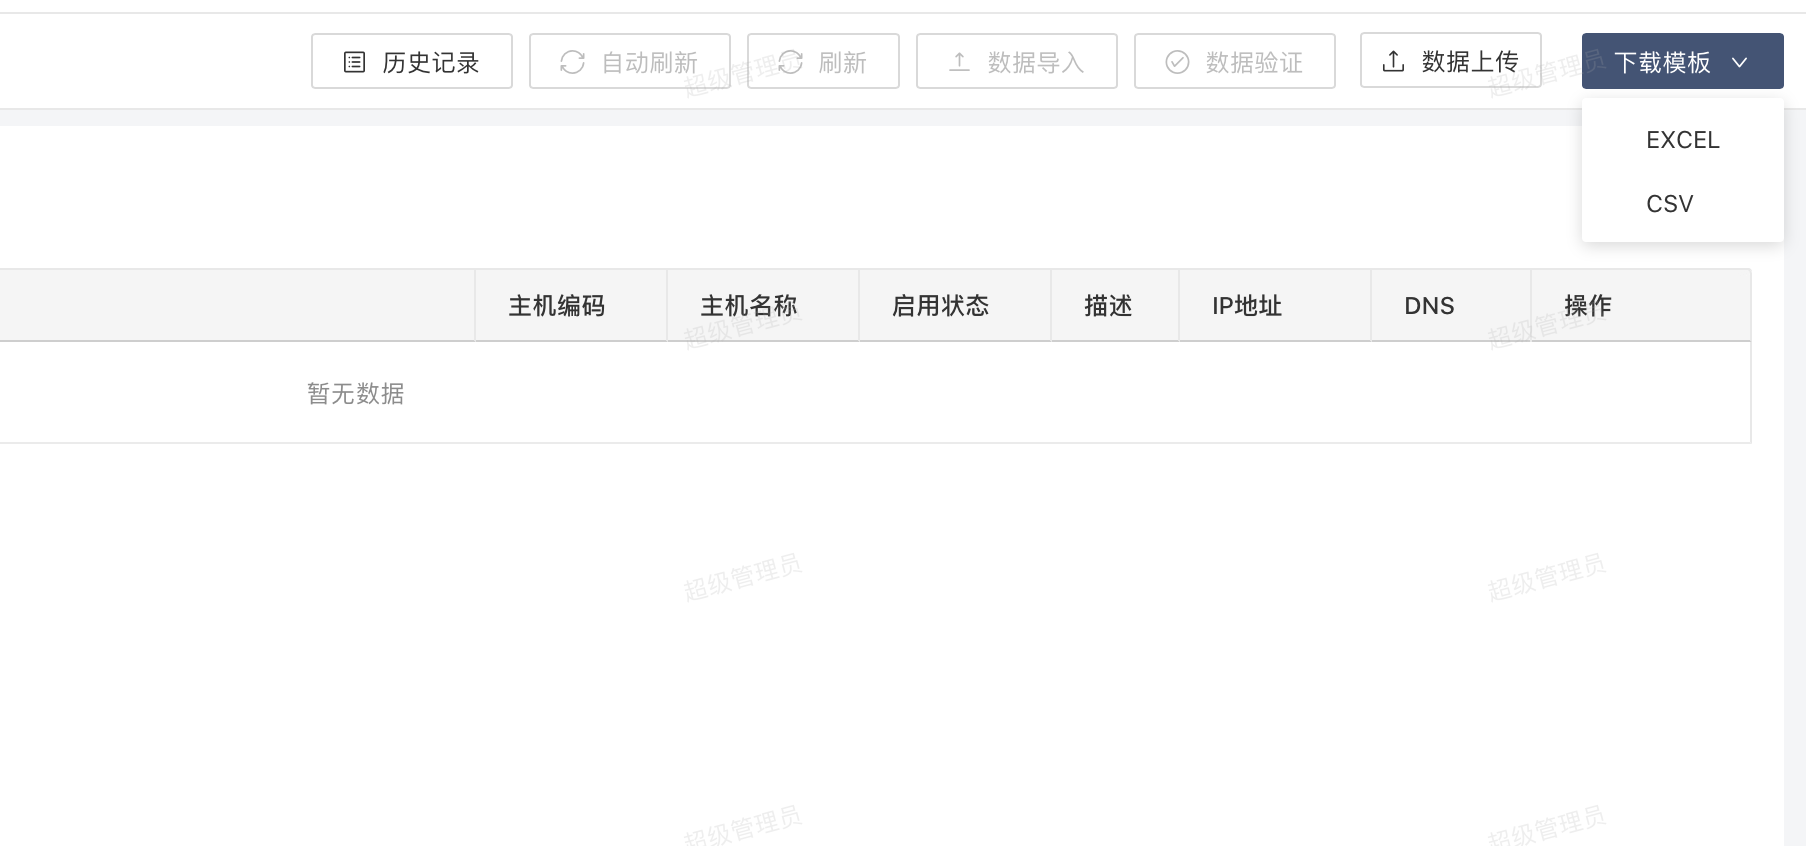 历史记录
自动刷新
刷新
数据导入
数据验证
数据上传
下载模板
EXCEL
CSV
主机编码
主机名称
启用状态
描述
IP地址
DNS
操作
暂无数据
超级管理员
超级管理员
超级管理员
超级管理员
超级管理员
超级管理员
超级管理员
超级管理员